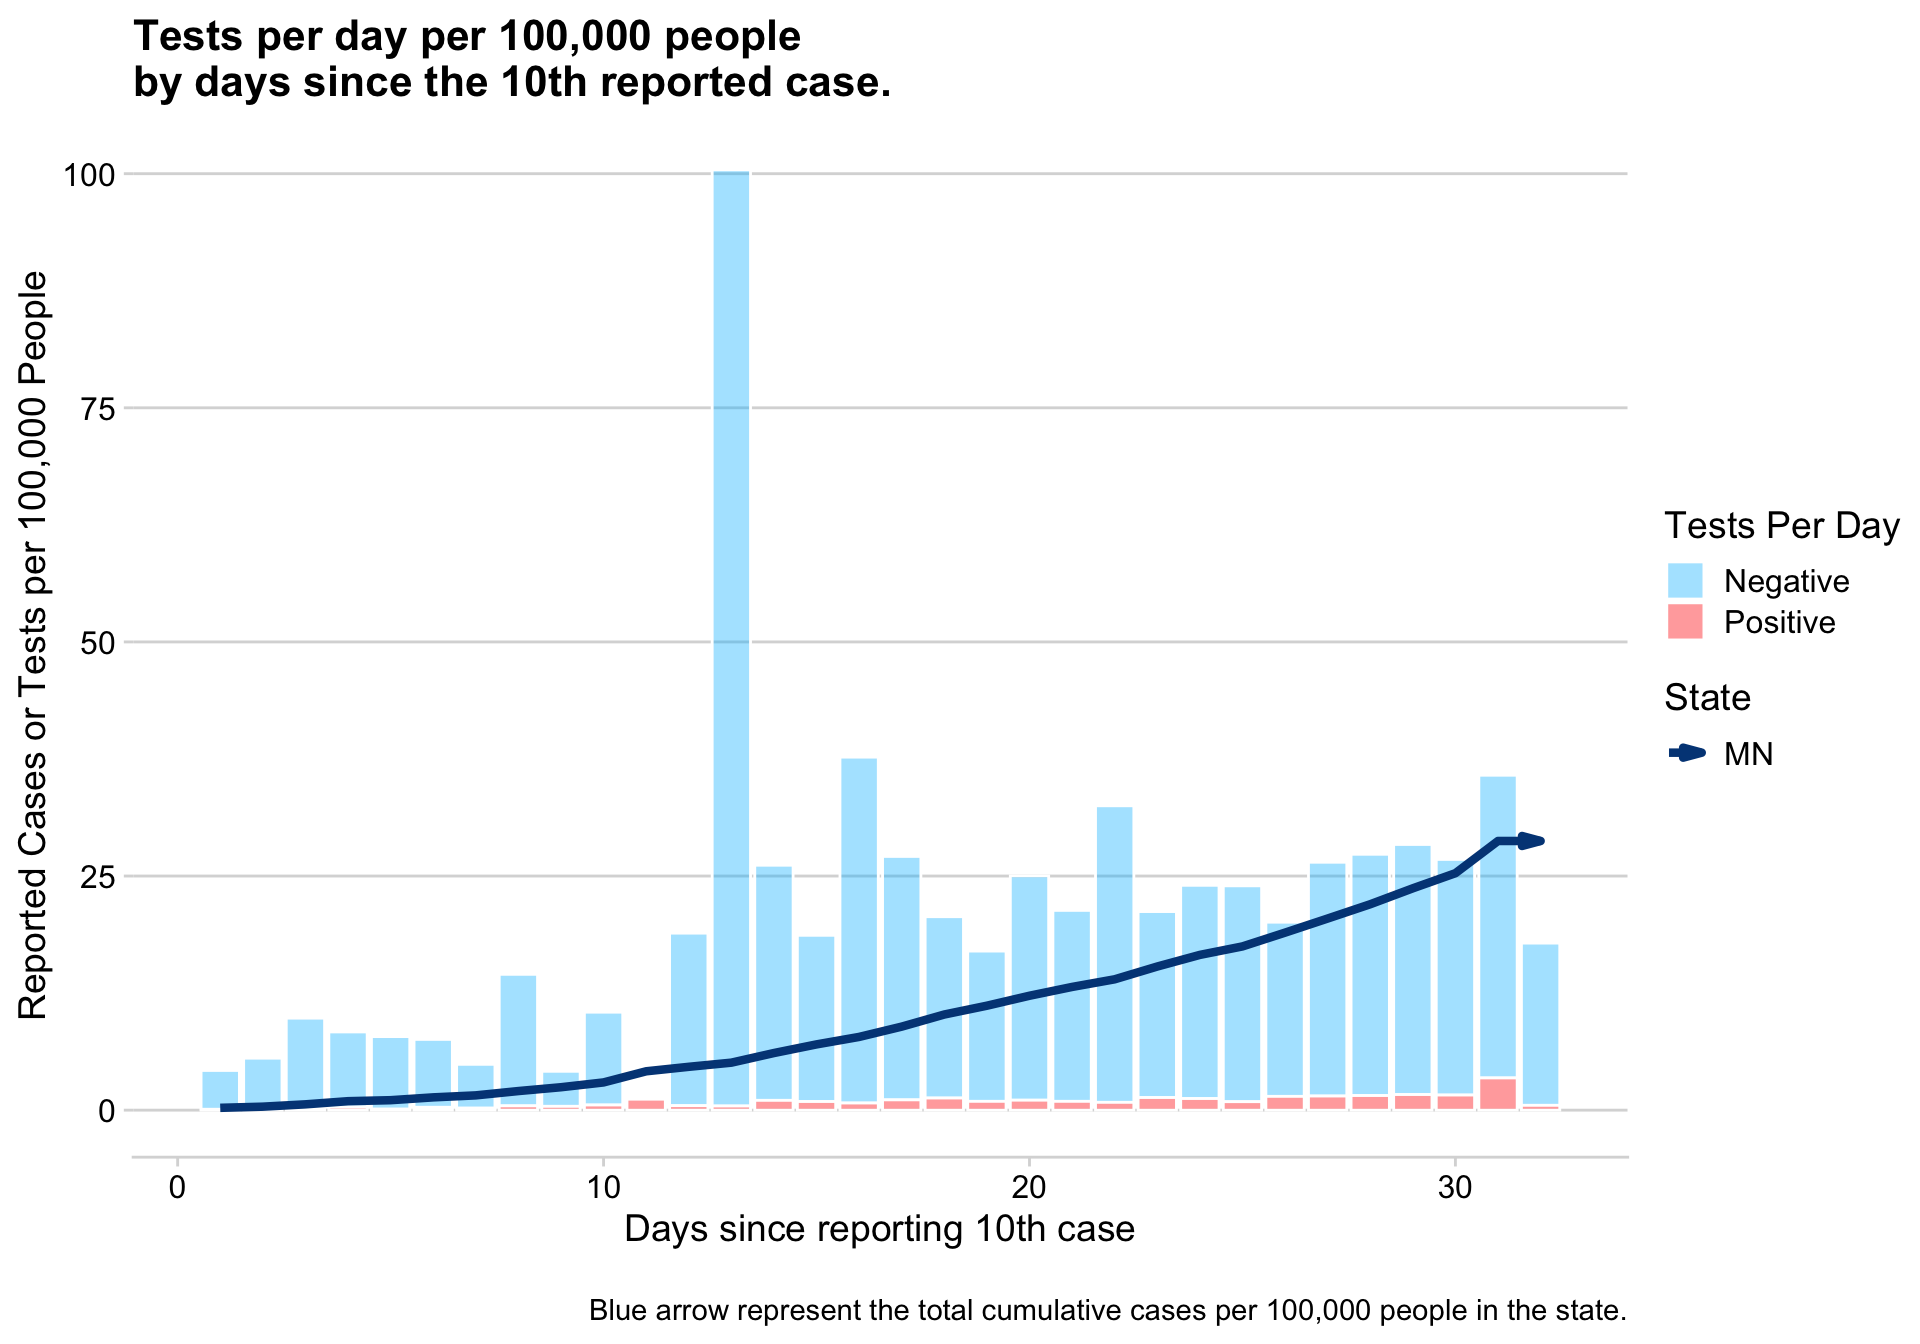 Tests per day per 100,000 people
by days since the 10th reported case.
Reported Cases or Tests per 100,000 People
100
75
50
25
0
0
10
20
30
Days since reporting 10th case
Tests Per Day
Negative
Positive
State
MN
Blue arrow represent the total cumulative cases per 100,000 people in the state.